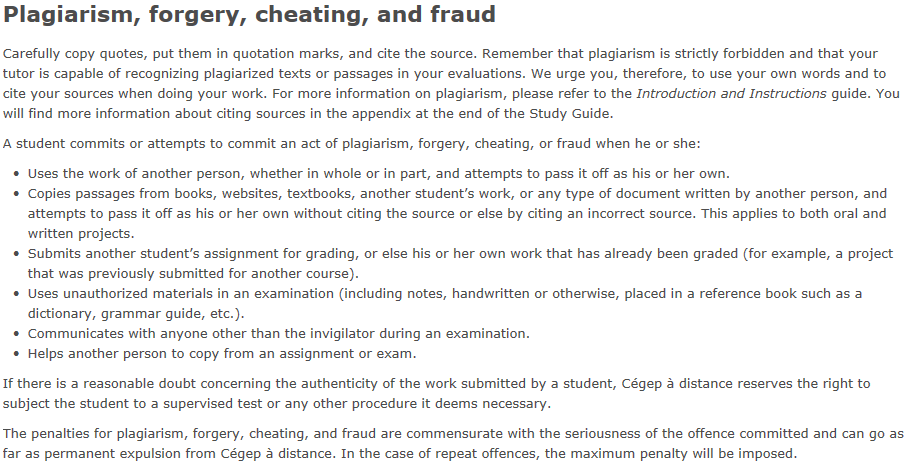 Plagiarism, forgery, cheating, and fraud
Carefully copy quotes, put them in quotation marks, and cite the source. Remember that plagiarism is strictly forbidden and that your
tutor is capable of recognizing plagiarized texts or passages in your evaluations. We urge you, therefore, to use your own words and to
cite your sources when doing your work. For more information on plagiarism, please refer to the Introduction and Instructions guide. You
will find more information about citing sources in the appendix at the end of the Study Guide.
A student commits or attempts to commit an act of plagiarism, forgery, cheating, or fraud when he or she:
• Uses the work of another person, whether in whole or in part, and attempts to pass it off as his or her own.
• Copies passages from books, websites, textbooks, another student's work, or any type of document written by another person, and
attempts to pass it off as his or her own without citing the source or else by citing an incorrect source. This applies to both oral and
written projects.
• Submits another student's assignment for grading, or else his or her own work that has already been graded (for example, a project
that was previously submitted for another course).
• Uses unauthorized materials in an examination (including notes, handwritten or otherwise, placed in a reference book such as a
dictionary, grammar guide, etc.).
• Communicates with anyone other than the invigilator during an examination.
• Helps another person to copy from an assignment or exam.
If there is a reasonable doubt concerning the authenticity of the work submitted by a student, Cégep à distance reserves the right to
subject the student to a supervised test or any other procedure it deems necessary.
The penalties for plagiarism, forgery, cheating, and fraud are commensurate with the seriousness of the offence committed and can go as
far as permanent expulsion from Cégep à distance. In the case of repeat offences, the maximum penalty will be imposed.